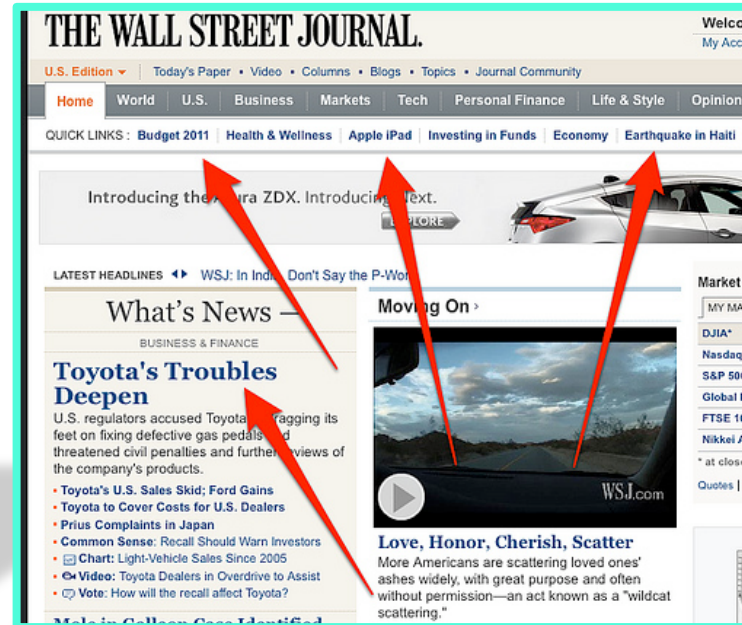 THE WALL STREET JOURNAL.
My Acc
U.S. Edition Today's Paper • Video • Columns • Blogs • Topics • Journal Community
Home World U.S. Business Markets Tech Personal Finance Life & Style Opinion
QUICK LINKS : Budget 2011 Health & Wellness Apple iPad Investing in Funds Economy Earthquake in Haiti
Introducing the ZDX. Introducing Next.
LATEST HEADLINES WSJ: In India, Don't Say the P-Word
What's News —
BUSINESS & FINANCE
Toyota's Troubles
Deepen
U.S. regulators accused Toyota dragging its
feet on fixing defective gas pedals and
threatened civil penalties and further reviews of
the company's products.
• Toyota's U.S. Sales Skid; Ford Gains
• Toyota to Cover Costs for U.S. Dealers
• Prius Complaints in Japan
• Common Sense: Recall Should Warn Investors
• Chart: Light-Vehicle Sales Since 2005
• Video: Toyota Dealers in Overdrive to Assist
• Vote: How will the recall affect Toyota?
Moving On ›
WSJ.com
Love, Honor, Cherish, Scatter
More Americans are scattering loved ones'
ashes widely, with great purpose and often
without permission—an act known as a "wildcat
scattering."
Market
MY MA
DJIA*
Nasdaq
S&P 50
Global
FTSE 10
Nikkei A
* at close
Quotes |